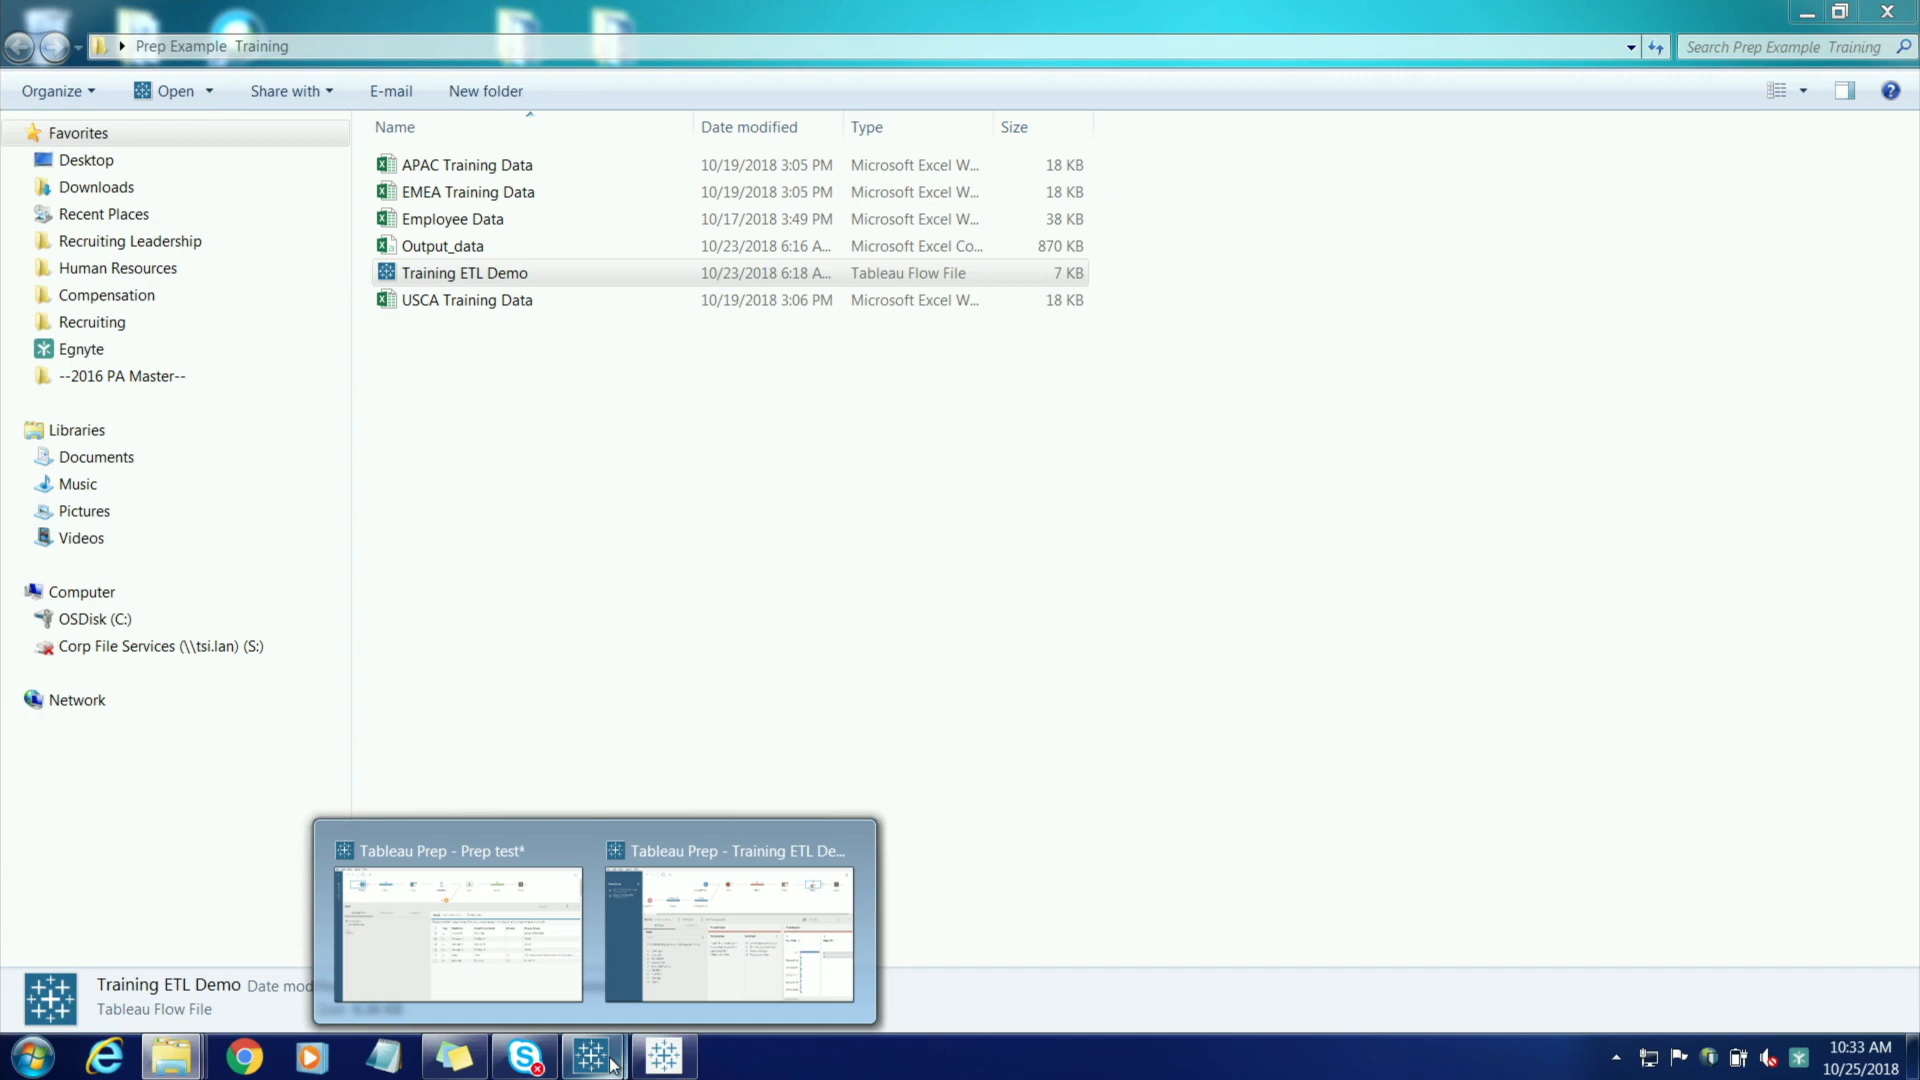 Prep Example  Training
Search Prep Example  Training
Organize
Open
Share with
E-mail
New folder
Name
Date modified
Type
Size
Favorites
Desktop
Downloads
Recent Places
Recruiting Leadership
Human Resources
Compensation
Recruiting
Egnyte
--2016 PA Master--
Libraries
Documents
Music
Pictures
Videos
Computer
OSDisk (C:)
Corp File Services (\\tsi.lan) (S:)
Network
APAC Training Data 10/19/2018 3:05 PM Microsoft Excel W... 18 KB
EMEA Training Data 10/19/2018 3:05 PM Microsoft Excel W... 18 KB
Employee Data 10/17/2018 3:49 PM Microsoft Excel W... 38 KB
Output_data 10/23/2018 6:16 A... Microsoft Excel Co... 870 KB
Training ETL Demo 10/23/2018 6:18 A... Tableau Flow File 7 KB
USCA Training Data 10/19/2018 3:06 PM Microsoft Excel W... 18 KB
Tableau Prep - Prep test*
Tableau Prep - Training ETL De...
Training ETL Demo Date mod
Tableau Flow File
10:33 AM
10/25/2018